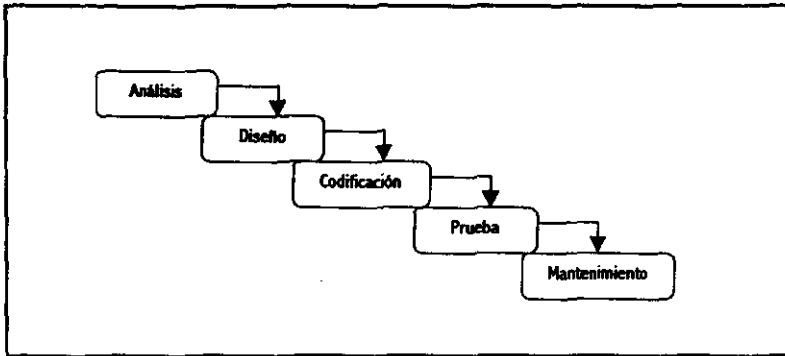 Análisis
Diseño
Codificación
Prueba
Mantenimiento